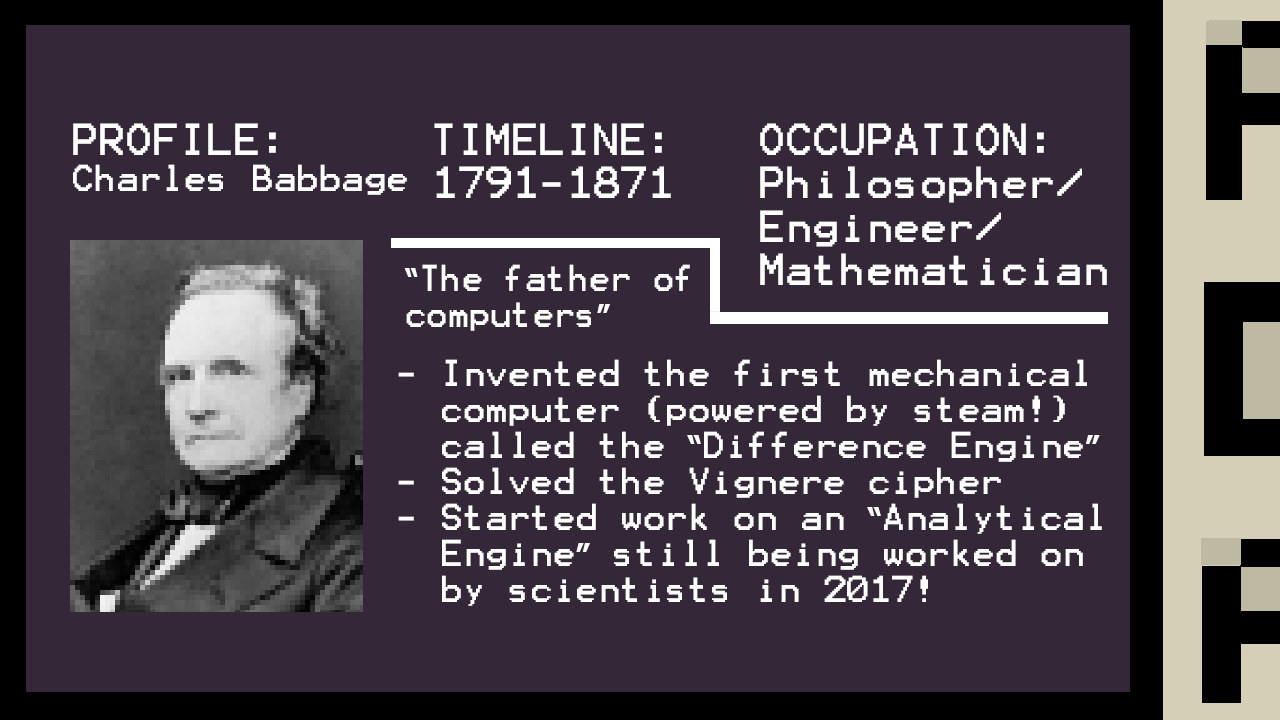 PROFILE:
Charles Babbage
TIMELINE:
1791-1871
OCCUPATION:
Philosopher/
Engineer/
Mathematician
“The father of
computers”
- Invented the first mechanical
computer (powered by steam!)
called the “Difference Engine”
- Solved the Vignere cipher
- Started work on an “Analytical
Engine” still being worked on
by scientists in 2017!